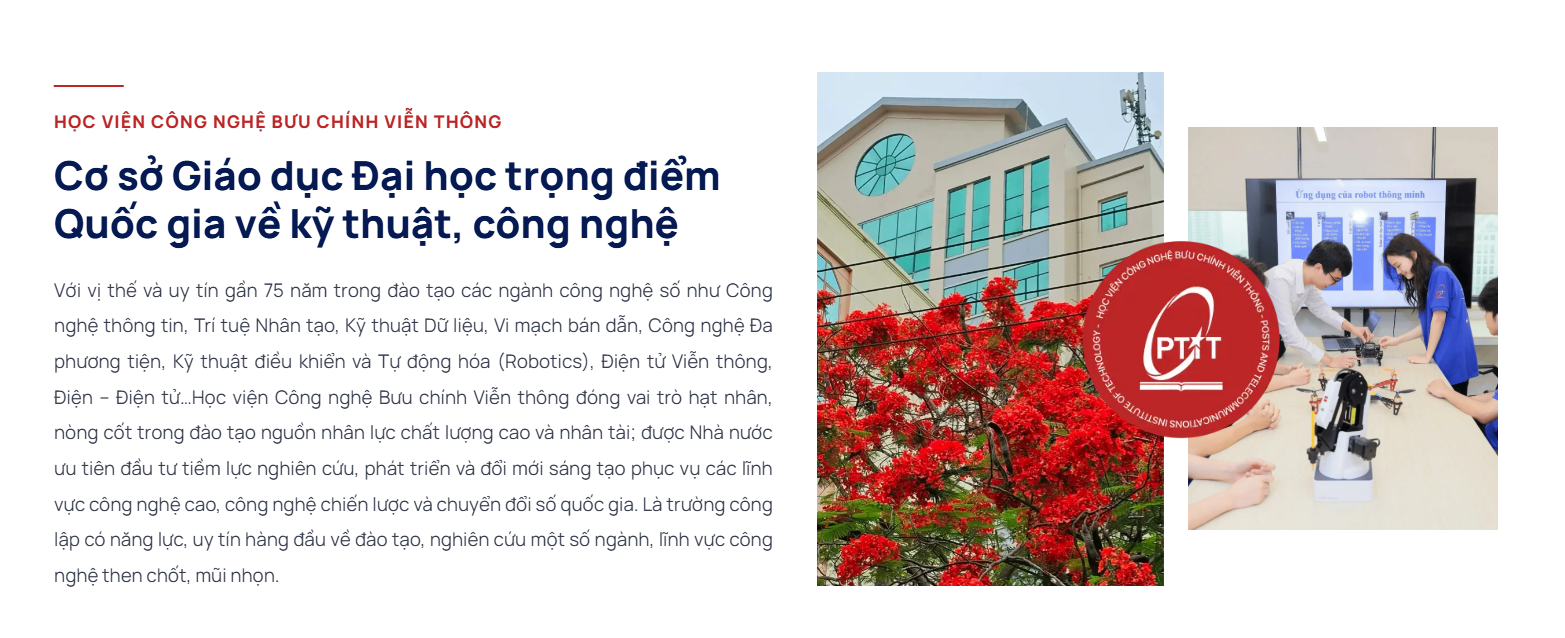 HỌC VIỆN CÔNG NGHỆ BƯU CHÍNH VIỄN THÔNG
Cơ sở Giáo dục Đại học trọng điểm
Quốc gia về kỹ thuật, công nghệ
Với vị thế và uy tín gần 75 năm trong đào tạo các ngành công nghệ số như Công
nghệ thông tin, Trí tuệ Nhân tạo, Kỹ thuật Dữ liệu, Vi mạch bán dẫn, Công nghệ Đa
phương tiện, Kỹ thuật điều khiển và Tự động hóa (Robotics), Điện tử Viễn thông,
Điện – Điện tử...Học viện Công nghệ Bưu chính Viễn thông đóng vai trò hạt nhân,
nòng cốt trong đào tạo nguồn nhân lực chất lượng cao và nhân tài; được Nhà nước
ưu tiên đầu tư tiềm lực nghiên cứu, phát triển và đổi mới sáng tạo phục vụ các lĩnh
vực công nghệ cao, công nghệ chiến lược và chuyển đổi số quốc gia. Là trường công
lập có năng lực, uy tín hàng đầu về đào tạo, nghiên cứu một số ngành, lĩnh vực công
nghệ then chốt, mũi nhọn.
HỌC VIỆN CÔNG NGHỆ BƯU CHÍNH VIỄN THÔNG - POSTS AND TELECOMMUNICATIONS INSTITUTE OF TECHNOLOGY -
PTIT
Ứng dụng của robot thông minh